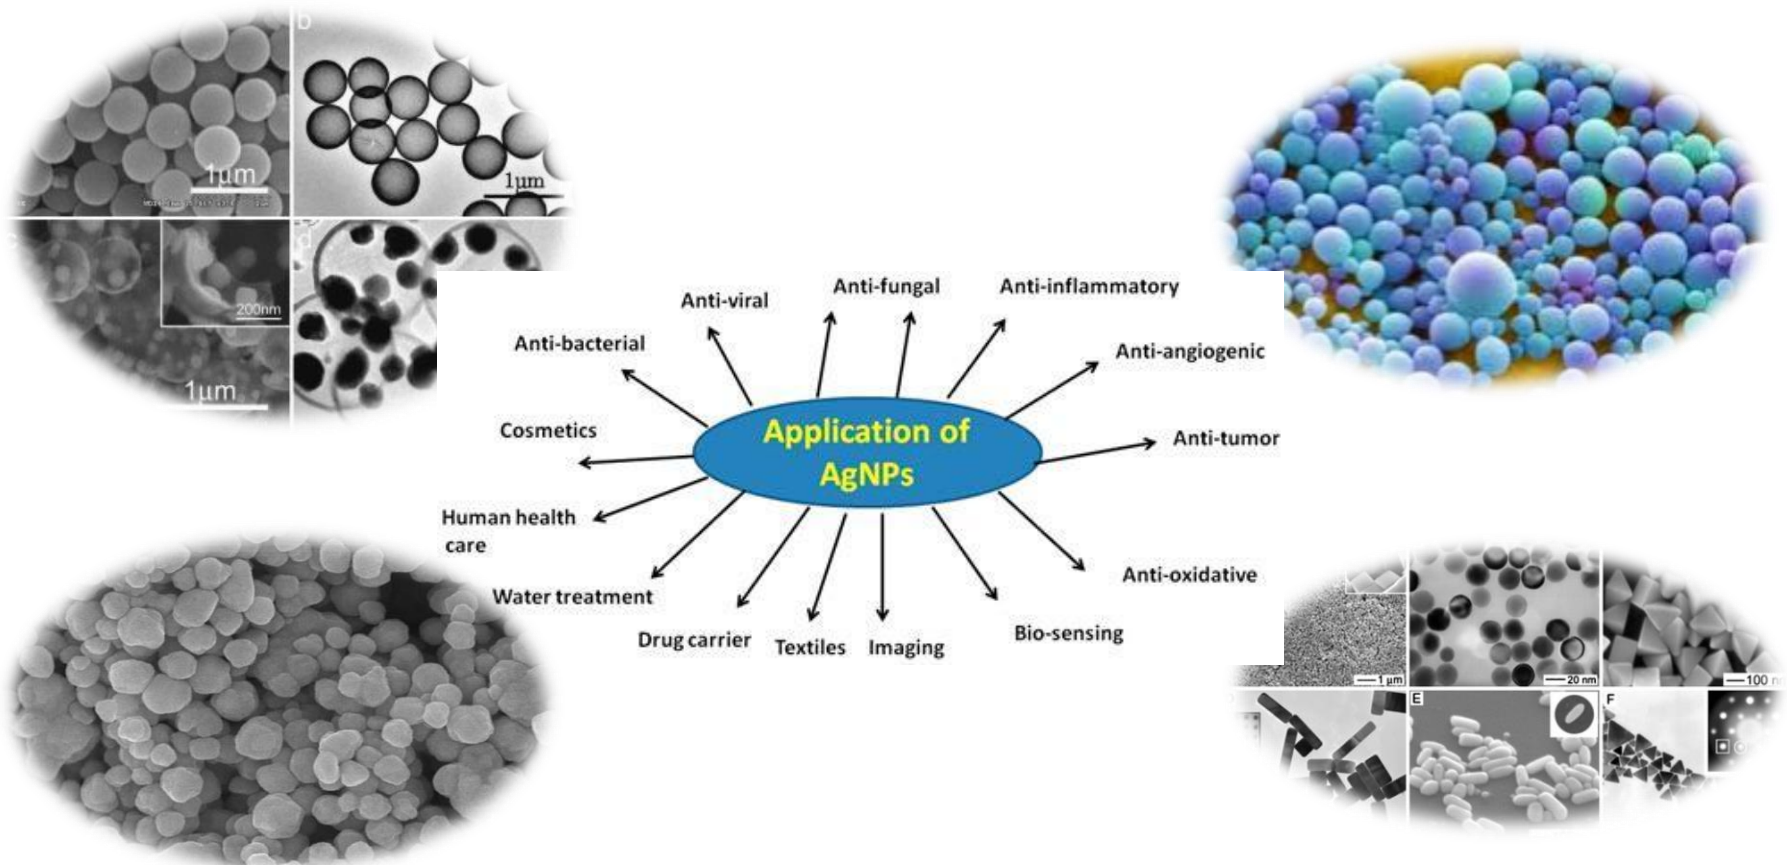 b
1µm
1µm
c
d
200nm
1µm
Anti-viral
Anti-fungal
Anti-inflammatory
Anti-bacterial
Anti-angiogenic
Cosmetics
Application of
AgNPs
Anti-tumor
Human health
care
Water treatment
Anti-oxidative
Drug carrier
Textiles
Imaging
Bio-sensing
1 µm
20 nm
100 n
E
F